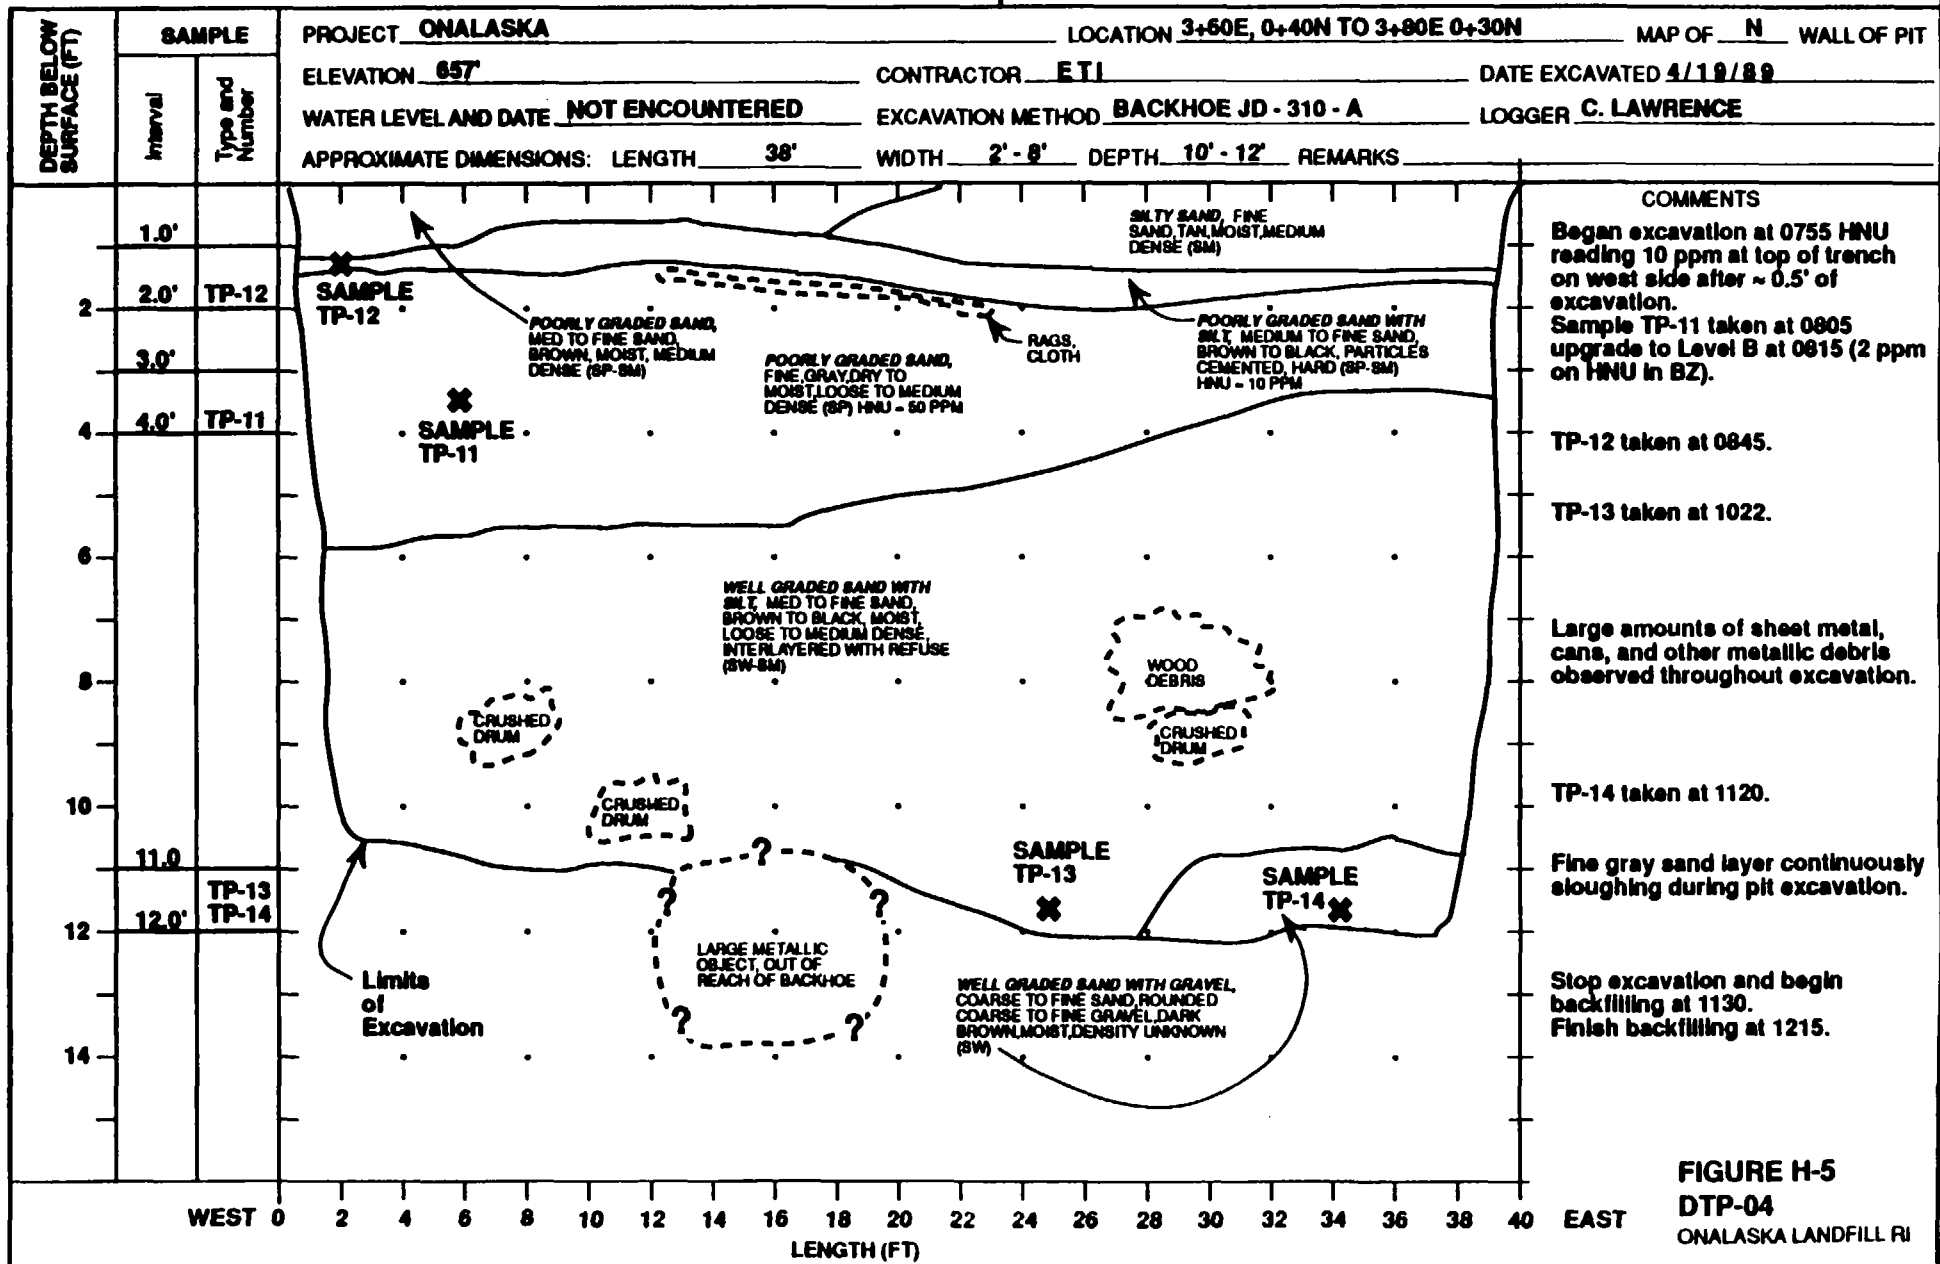 DEPTH BELOW
SURFACE (FT)
SAMPLE
Interval
Type and
Number
PROJECT ONALASKA
LOCATION 3+60E, 0+40N TO 3+80E 0+30N
MAP OF N WALL OF PIT
ELEVATION 657'
CONTRACTOR ETI
DATE EXCAVATED 4/19/89
WATER LEVEL AND DATE NOT ENCOUNTERED
EXCAVATION METHOD BACKHOE JD - 310 - A
LOGGER C. LAWRENCE
APPROXIMATE DIMENSIONS: LENGTH 38' WIDTH 2' - 8' DEPTH 10' - 12' REMARKS
1.0'
2.0' TP-12
2
3.0'
4.0' TP-11
4
6
8
10
11.0
TP-13
12.0' TP-14
12
14
SAMPLE
TP-12
POORLY GRADED SAND,
MED TO FINE SAND,
BROWN, MOIST, MEDIUM
DENSE (SP-SM)
SILTY SAND, FINE
SAND, TAN, MOIST, MEDIUM
DENSE (SM)
RAGS,
CLOTH
POORLY GRADED SAND,
FINE, GRAY, DRY TO
MOIST, LOOSE TO MEDIUM
DENSE (SP) HNU - 50 PPM
POORLY GRADED SAND WITH
SILT, MEDIUM TO FINE SAND,
BROWN TO BLACK, PARTICLES
CEMENTED, HARD (SP-SM)
HNU - 10 PPM
SAMPLE
TP-11
WELL GRADED SAND WITH
SILT, MED TO FINE SAND,
BROWN TO BLACK, MOIST,
LOOSE TO MEDIUM DENSE,
INTERLAYERED WITH REFUSE
(SW-SM)
WOOD
DEBRIS
CRUSHED
DRUM
CRUSHED
DRUM
CRUSHED
DRUM
?
?
?
?
?
LARGE METALLIC
OBJECT, OUT OF
REACH OF BACKHOE
SAMPLE
TP-13
SAMPLE
TP-14
Limits
of
Excavation
WELL GRADED SAND WITH GRAVEL,
COARSE TO FINE SAND, ROUNDED
COARSE TO FINE GRAVEL, DARK
BROWN, MOIST, DENSITY UNKNOWN
(SW)
COMMENTS
Began excavation at 0755 HNU
reading 10 ppm at top of trench
on west side after ≈ 0.5' of
excavation.
Sample TP-11 taken at 0805
upgrade to Level B at 0815 (2 ppm
on HNU in BZ).
TP-12 taken at 0845.
TP-13 taken at 1022.
Large amounts of sheet metal,
cans, and other metallic debris
observed throughout excavation.
TP-14 taken at 1120.
Fine gray sand layer continuously
sloughing during pit excavation.
Stop excavation and begin
backfilling at 1130.
Finish backfilling at 1215.
WEST 0 2 4 6 8 10 12 14 16 18 20 22 24 26 28 30 32 34 36 38 40 EAST
LENGTH (FT)
FIGURE H-5
DTP-04
ONALASKA LANDFILL RI